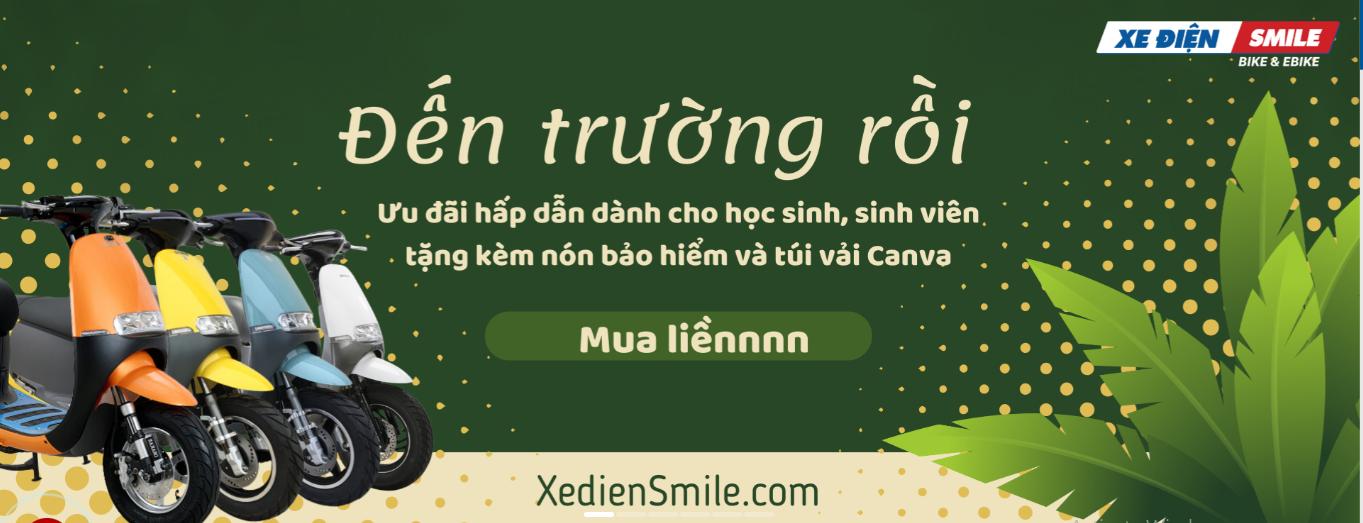 XE ĐIỆN SMILE
BIKE & EBIKE
Đến trường rồi
Ưu đãi hấp dẫn dành cho học sinh, sinh viên
tặng kèm nón bảo hiểm và túi vải Canva
Mua liềnnnn
XedienSmile.com